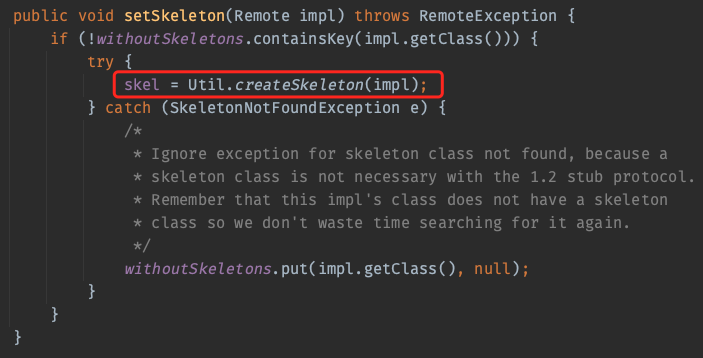 public void setSkeleton(Remote impl) throws RemoteException {
    if (!withoutSkeletons.containsKey(impl.getClass())) {
        try {
            skel = Util.createSkeleton(impl);
        } catch (SkeletonNotFoundException e) {
            /*
             * Ignore exception for skeleton class not found, because a
             * skeleton class is not necessary with the 1.2 stub protocol.
             * Remember that this impl's class does not have a skeleton
             * class so we don't waste time searching for it again.
             */
            withoutSkeletons.put(impl.getClass(), null);
        }
    }
}